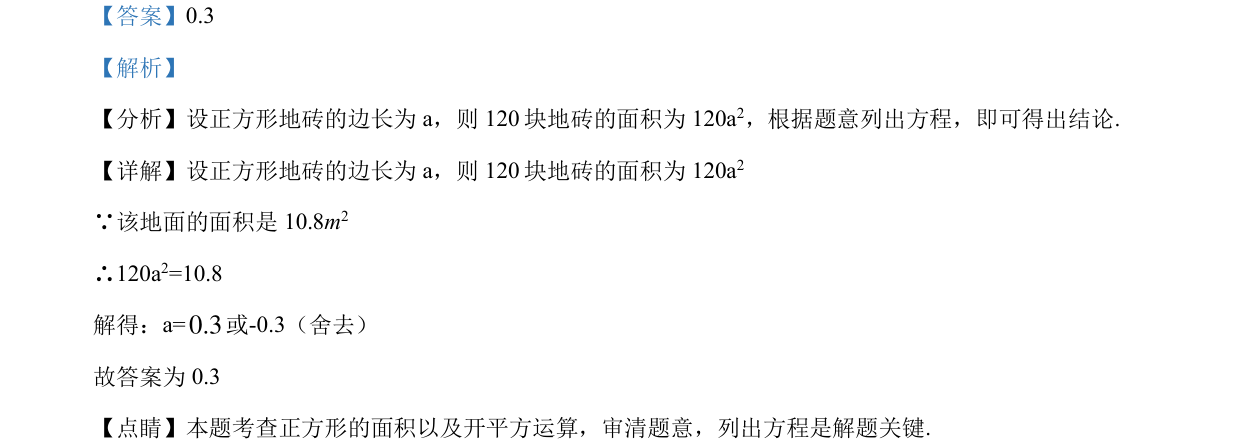 【答案】0.3
【解析】
【分析】设正方形地砖的边长为 a，则 120 块地砖的面积为 120a²，根据题意列出方程，即可得出结论.
【详解】设正方形地砖的边长为 a，则 120 块地砖的面积为 120a²
∵该地面的面积是 10.8m²
∴120a²=10.8
解得：a=0.3或-0.3（舍去）
故答案为 0.3
【点睛】本题考查正方形的面积以及开平方运算，审清题意，列出方程是解题关键.